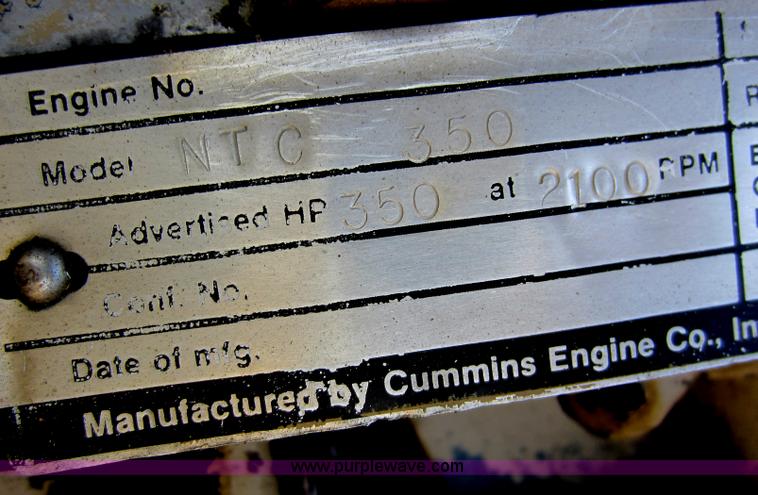 Engine No.
Model NTC 350
Advertised HP 350 at 2100 RPM
Conf. No.
Date of mfg.
Manufactured by Cummins Engine Co., In
www.purplewave.com